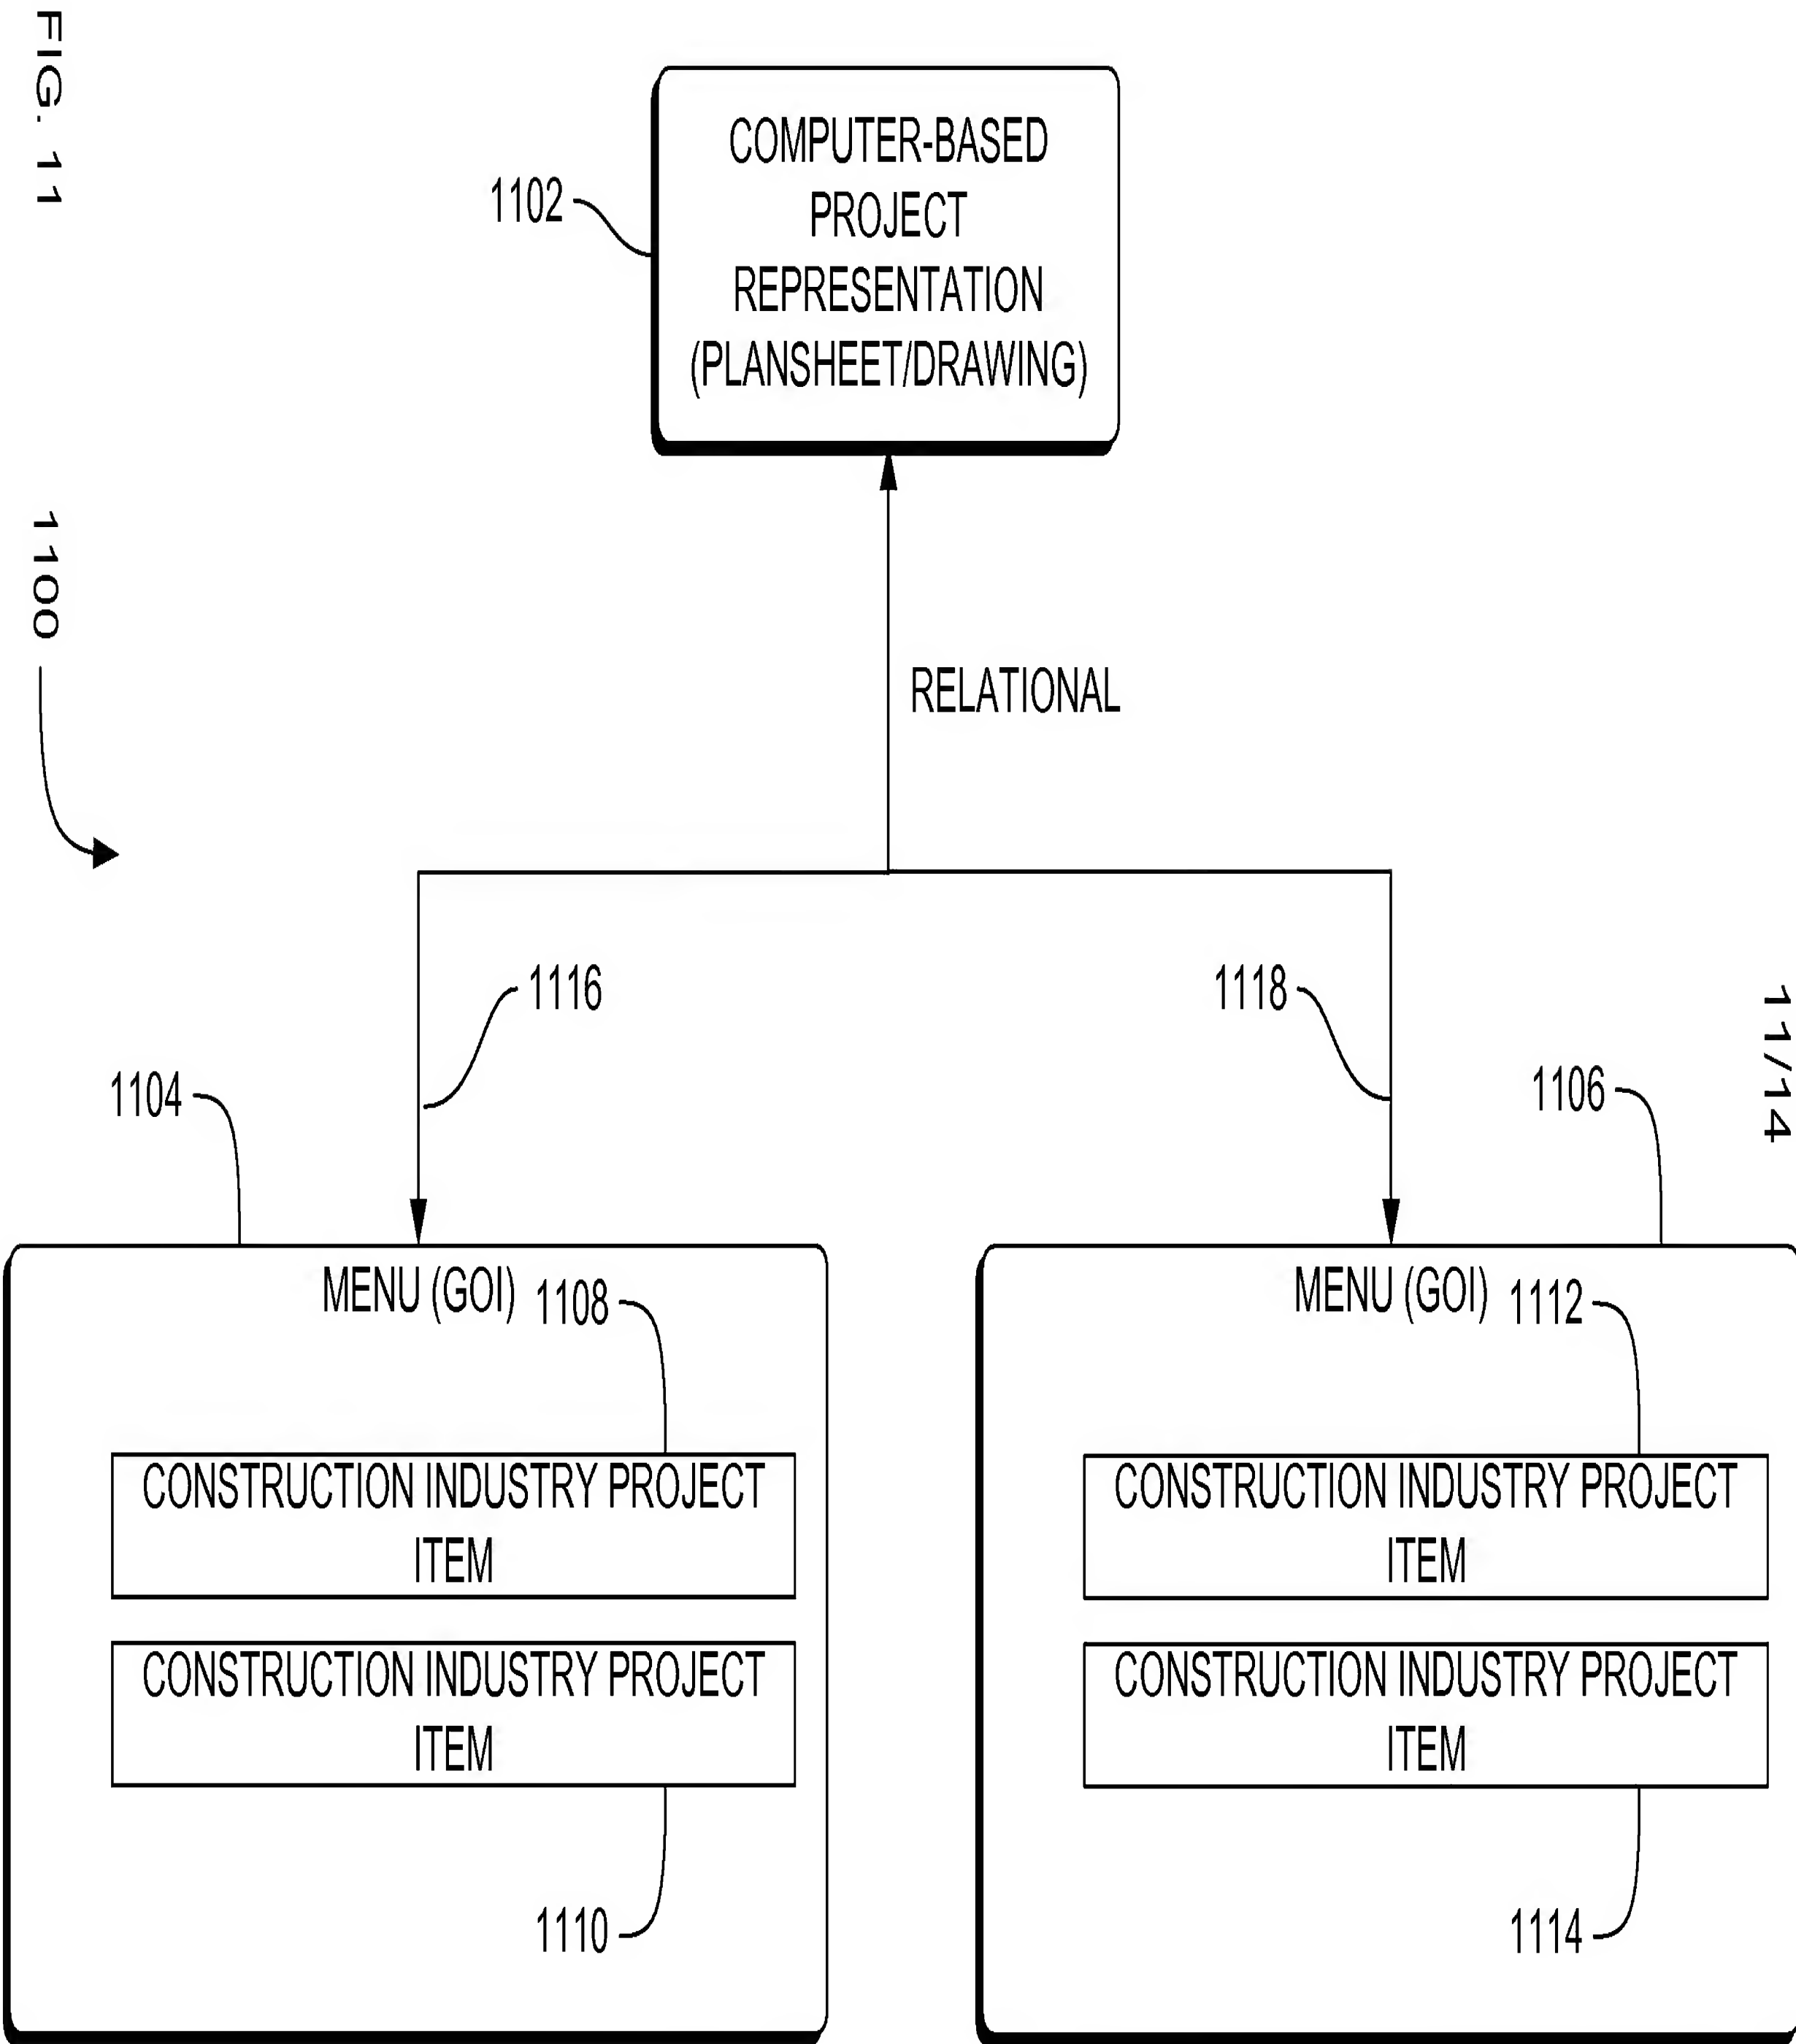 FIG. 11
1100
11/14
1102
COMPUTER-BASED
PROJECT
REPRESENTATION
(PLANSHEET/DRAWING)
RELATIONAL
1116
1118
1104
1106
MENU (GOI)
1108
CONSTRUCTION INDUSTRY PROJECT
ITEM
CONSTRUCTION INDUSTRY PROJECT
ITEM
1110
MENU (GOI)
1112
CONSTRUCTION INDUSTRY PROJECT
ITEM
CONSTRUCTION INDUSTRY PROJECT
ITEM
1114